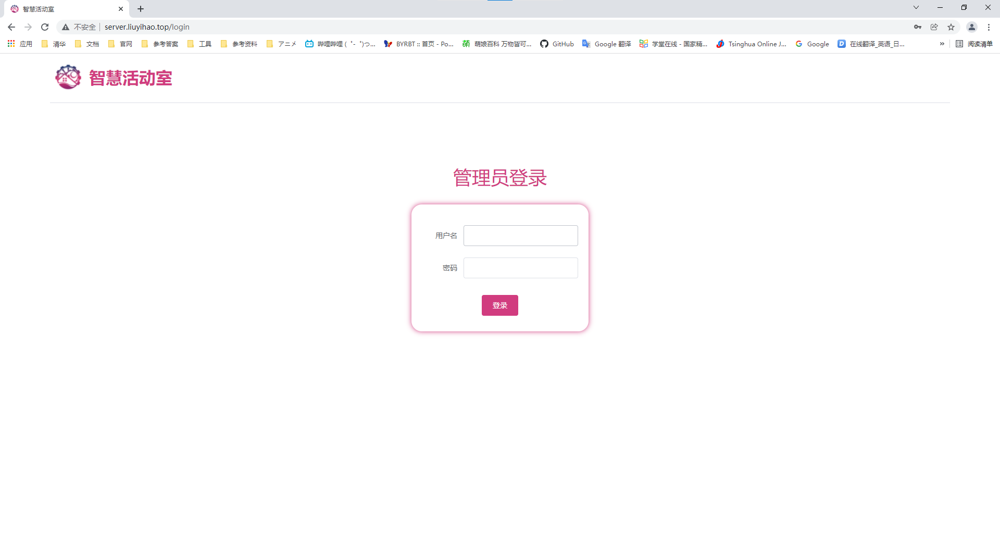 智慧活动室
不安全 server.liuyihao.top/login
应用 清华 文档 官网 参考答案 工具 参考资料 アニメ 哔哩哔哩 ( ゜- ゜)つ... BYRBT :: 首页 - Po... 萌娘百科 万物皆可... GitHub Google 翻译 学堂在线 - 国家精... Tsinghua Online J... Google 在线翻译_英语_日... » 阅读清单
智慧活动室
管理员登录
用户名
密码
登录